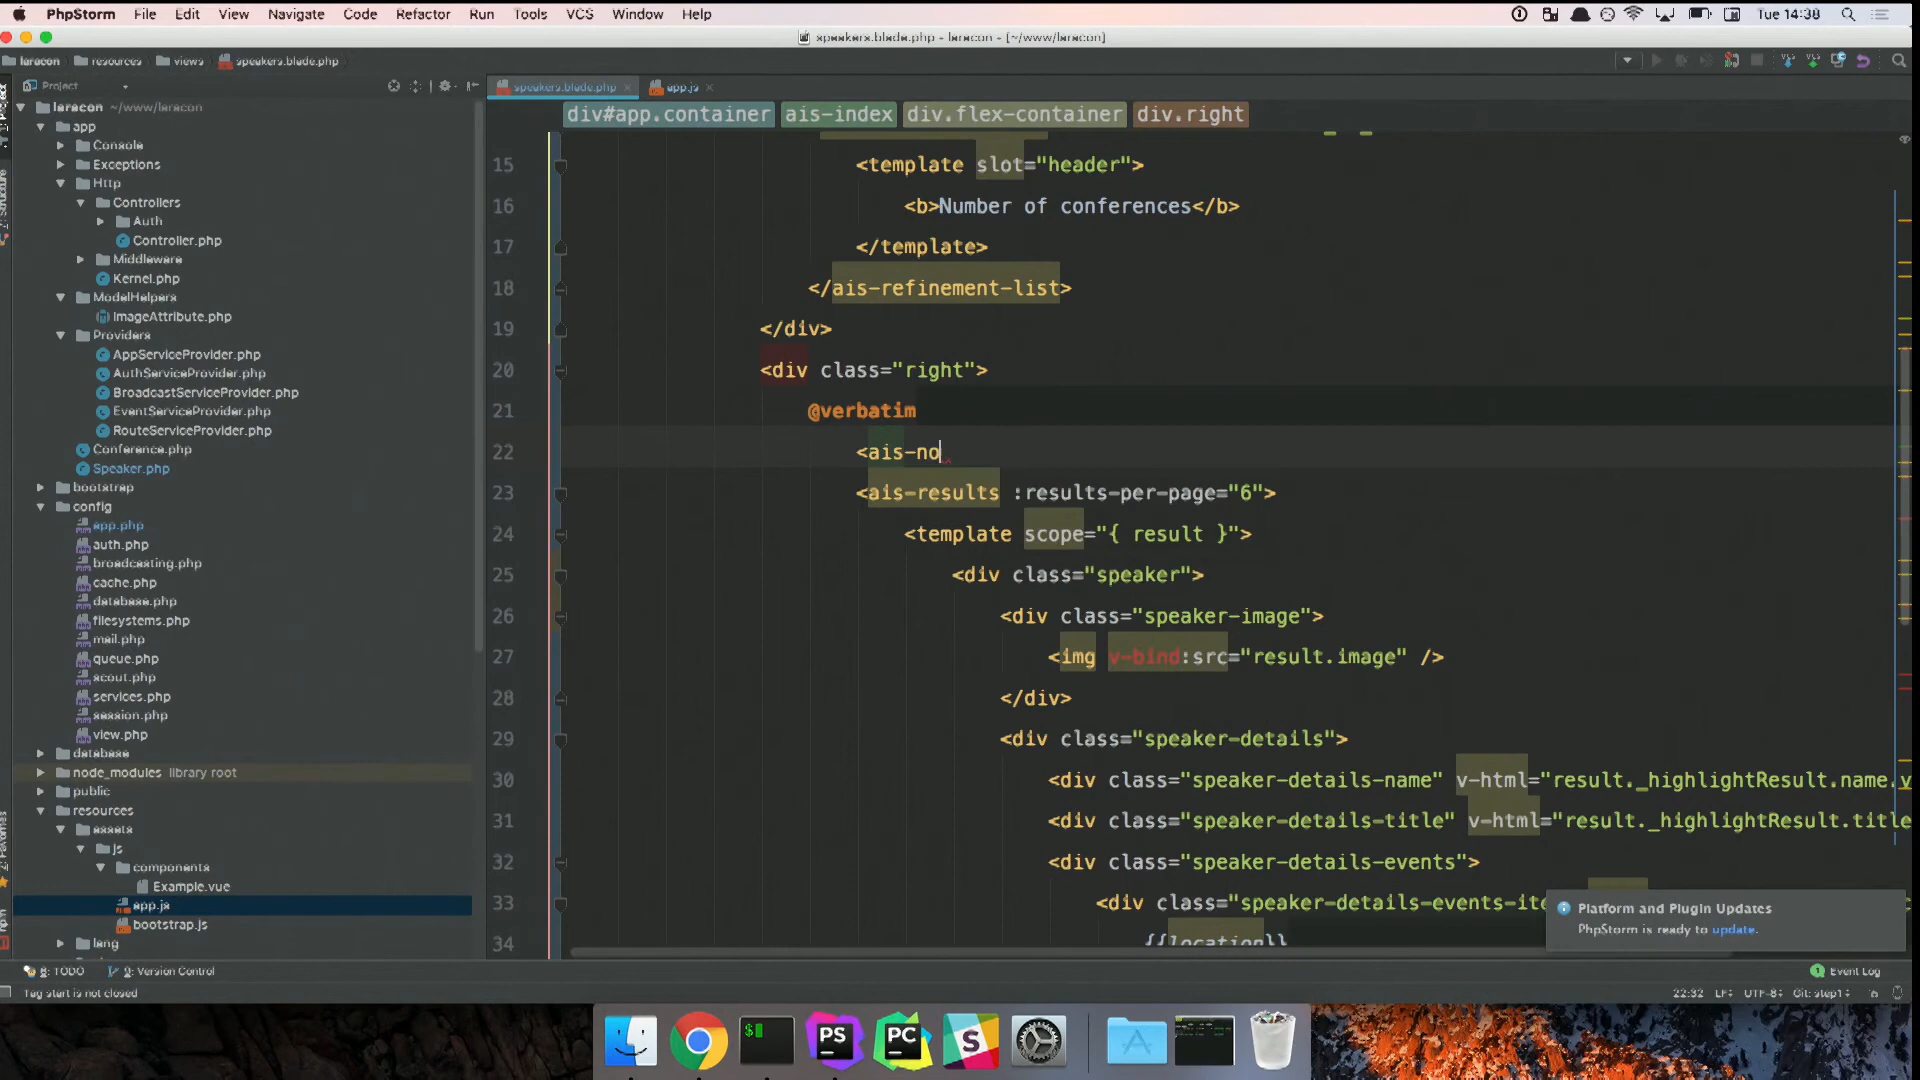 PhpStorm File Edit View Navigate Code Refactor Run Tools VCS Window Help Tue 14:38
speakers.blade.php - laracon - [~/www/laracon]
laracon resources views speakers.blade.php
Project
speakers.blade.php app.js
div#app.container ais-index div.flex-container div.right
laracon ~/www/laracon
app
Console
Exceptions
Http
Controllers
Auth
Controller.php
Middleware
Kernel.php
ModelHelpers
ImageAttribute.php
Providers
AppServiceProvider.php
AuthServiceProvider.php
BroadcastServiceProvider.php
EventServiceProvider.php
RouteServiceProvider.php
Conference.php
Speaker.php
bootstrap
config
app.php
auth.php
broadcasting.php
cache.php
database.php
filesystems.php
mail.php
queue.php
scout.php
services.php
session.php
view.php
database
node_modules library root
public
resources
assets
js
components
Example.vue
app.js
bootstrap.js
lang
15 <template slot="header">
16 <b>Number of conferences</b>
17 </template>
18 </ais-refinement-list>
19 </div>
20 <div class="right">
21 @verbatim
22 <ais-no
23 <ais-results :results-per-page="6">
24 <template scope="{ result }">
25 <div class="speaker">
26 <div class="speaker-image">
27 <img v-bind:src="result.image" />
28 </div>
29 <div class="speaker-details">
30 <div class="speaker-details-name" v-html="result._highlightResult.name.v
31 <div class="speaker-details-title" v-html="result._highlightResult.title
32 <div class="speaker-details-events">
33 <div class="speaker-details-events-ite
34 {{location}}
Platform and Plugin Updates
PhpStorm is ready to update.
6: TODO 9: Version Control Event Log
Tag start is not closed 22:32 LF÷ UTF-8÷ Git: step1÷
PS PC S